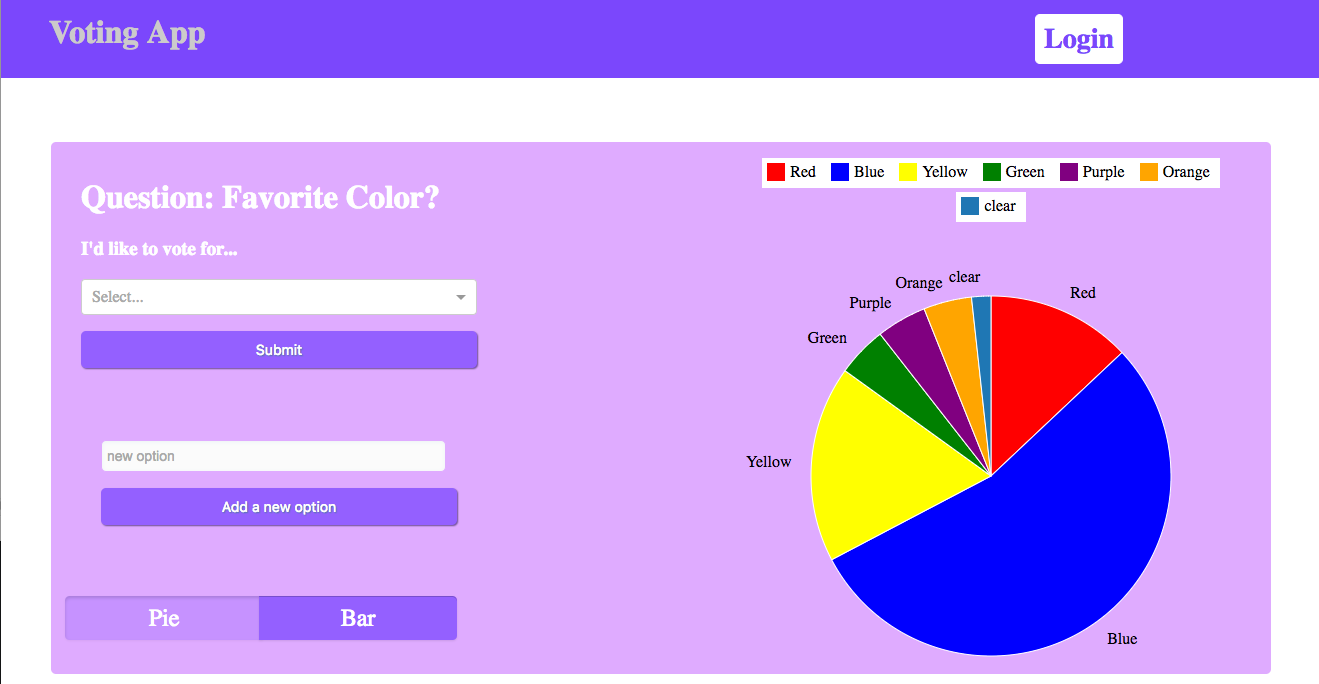 Voting App
Login
Question: Favorite Color?
I'd like to vote for...
Select...
Submit
new option
Add a new option
Pie Bar
Red Blue Yellow Green Purple Orange
clear
Orange clear Red
Purple
Green
Yellow
Blue